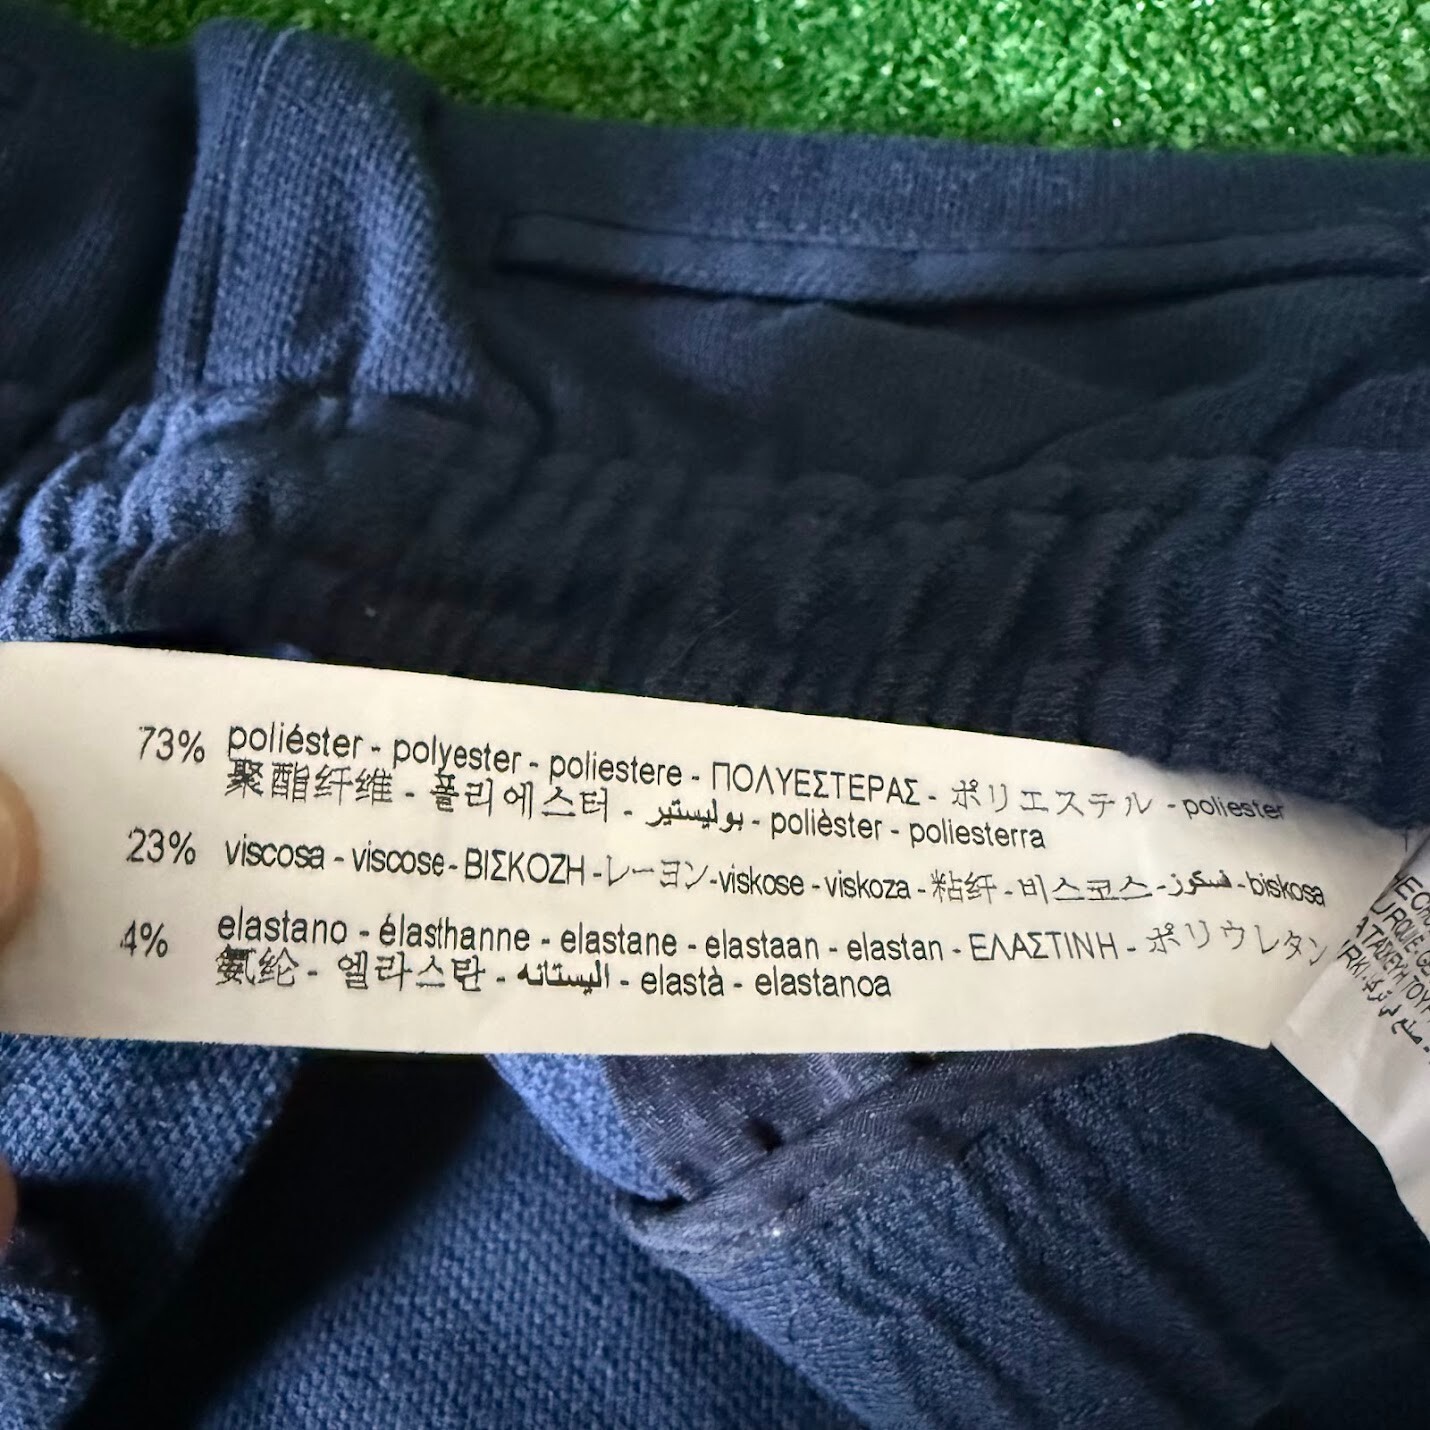 73% poliéster - polyester - poliestere - ΠΟΛΥΕΣΤΕΡΑΣ - ポリエステル - poliester
聚酯纤维 - 폴리에스터 - بوليستير - polièster - poliesterra
23% viscosa - viscose - ΒΙΣΚΟΖΗ - レーヨン - viskose - viskoza - 粘纤 - 비스코스 - فسكوز - biskosa
4% elastano - élasthanne - elastane - elastaan - elastan - ΕΛΑΣΤΙΝΗ - ポリウレタン
氨纶 - 엘라스탄 - اليستانه - elastà - elastanoa